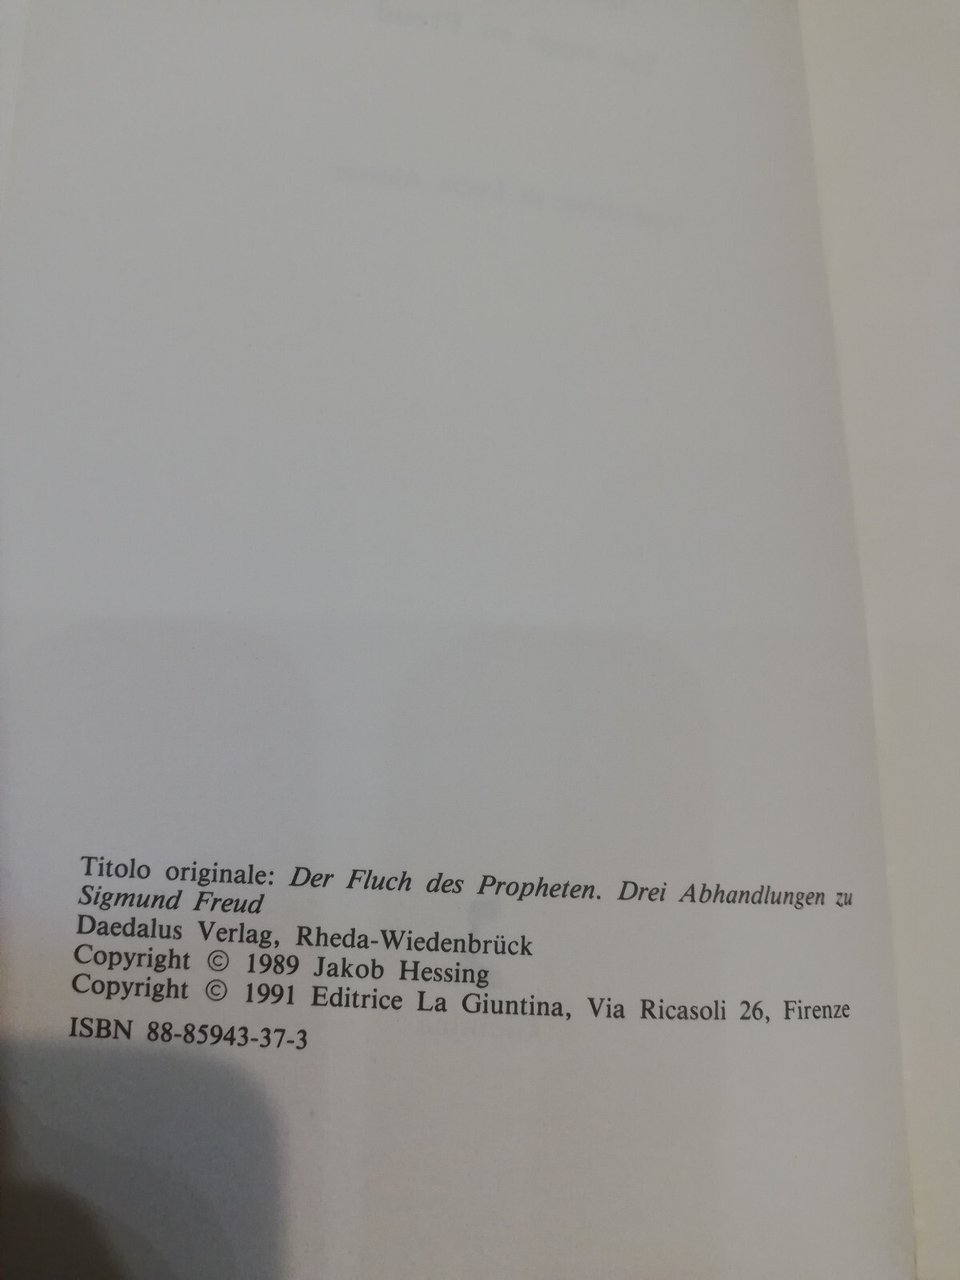 Titolo originale: Der Fluch des Propheten. Drei Abhandlungen zu
Sigmund Freud
Daedalus Verlag, Rheda-Wiedenbrück
Copyright © 1989 Jakob Hessing
Copyright © 1991 Editrice La Giuntina, Via Ricasoli 26, Firenze
ISBN 88-85943-37-3